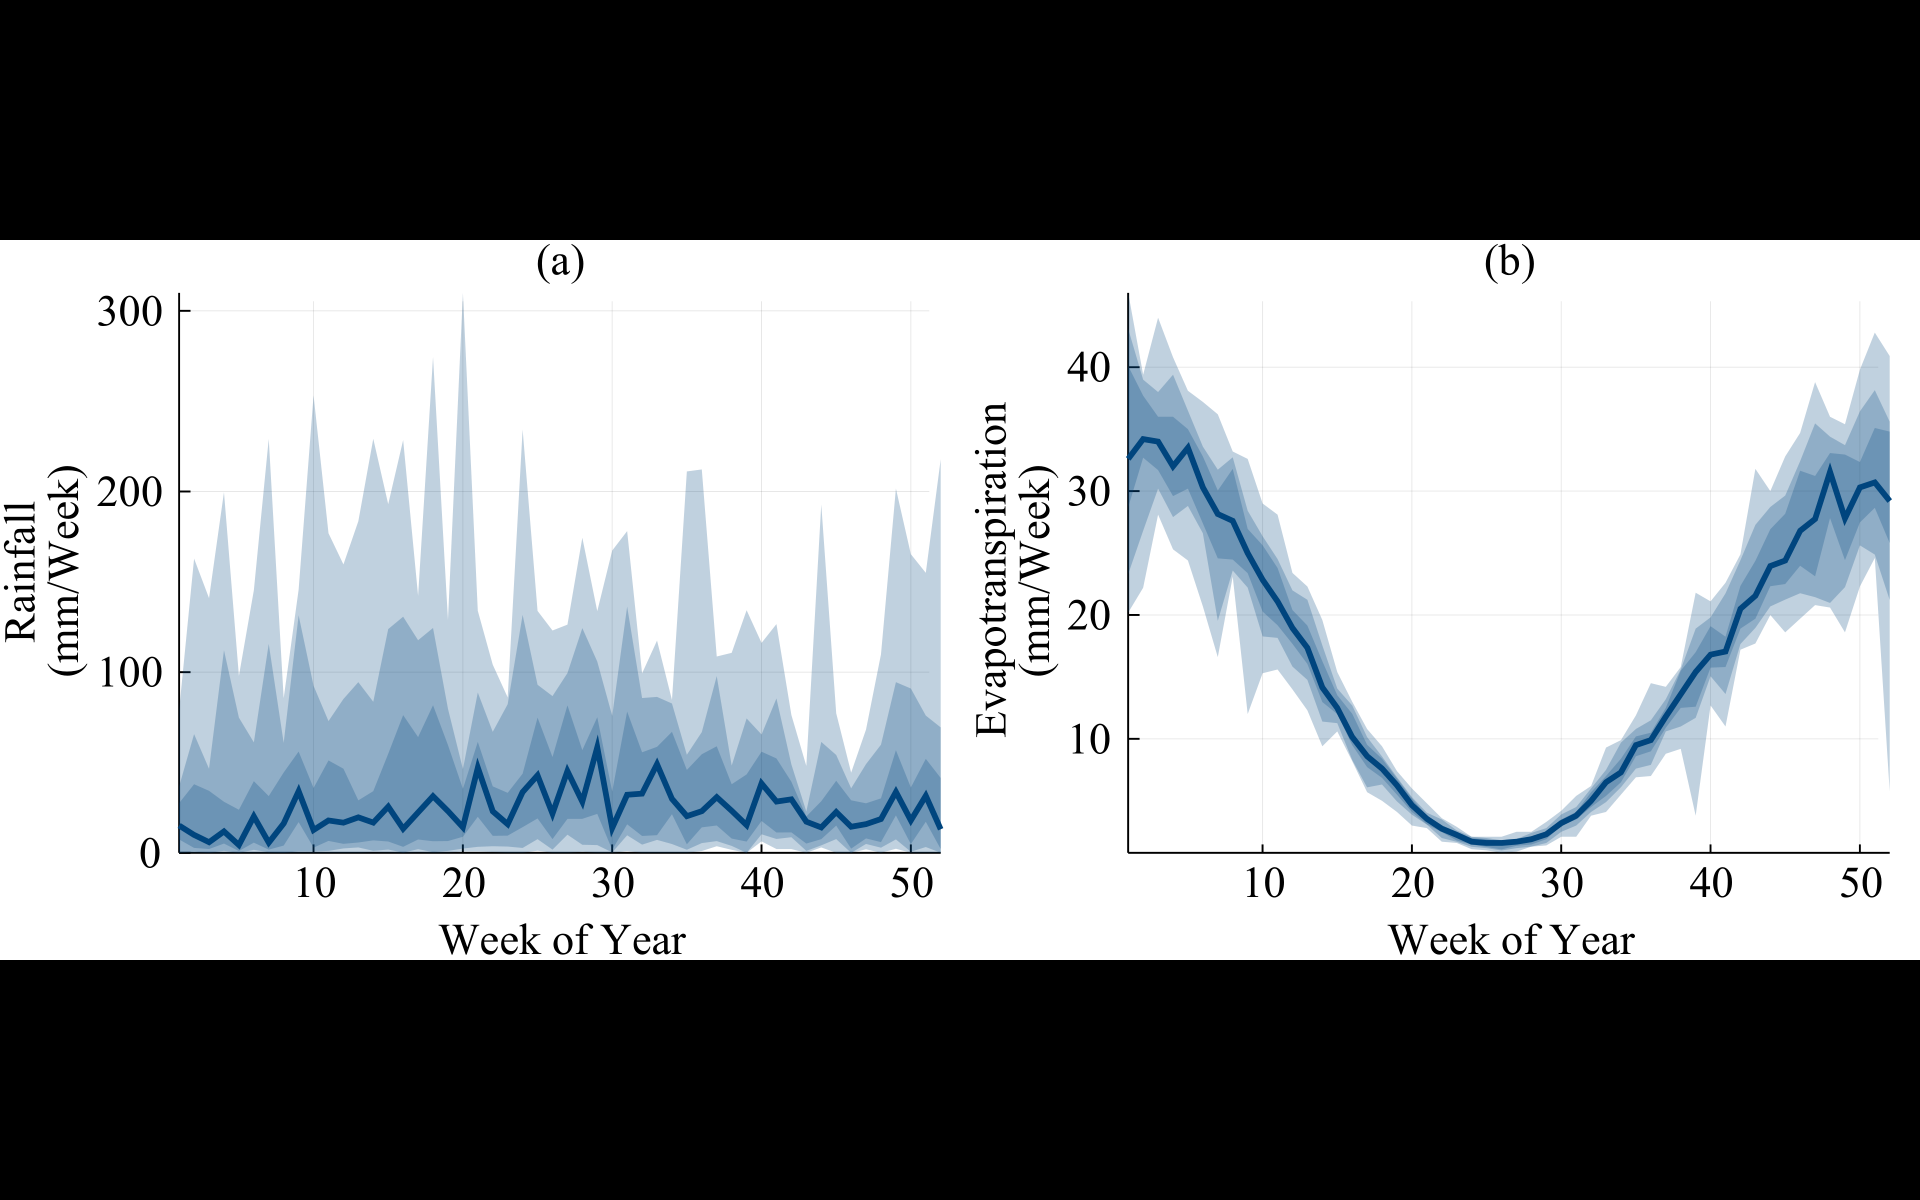 (a)
300
200
100
0
Rainfall
(mm/Week)
10 20 30 40 50
Week of Year
(b)
40
30
20
10
Evapotranspiration
(mm/Week)
10 20 30 40 50
Week of Year